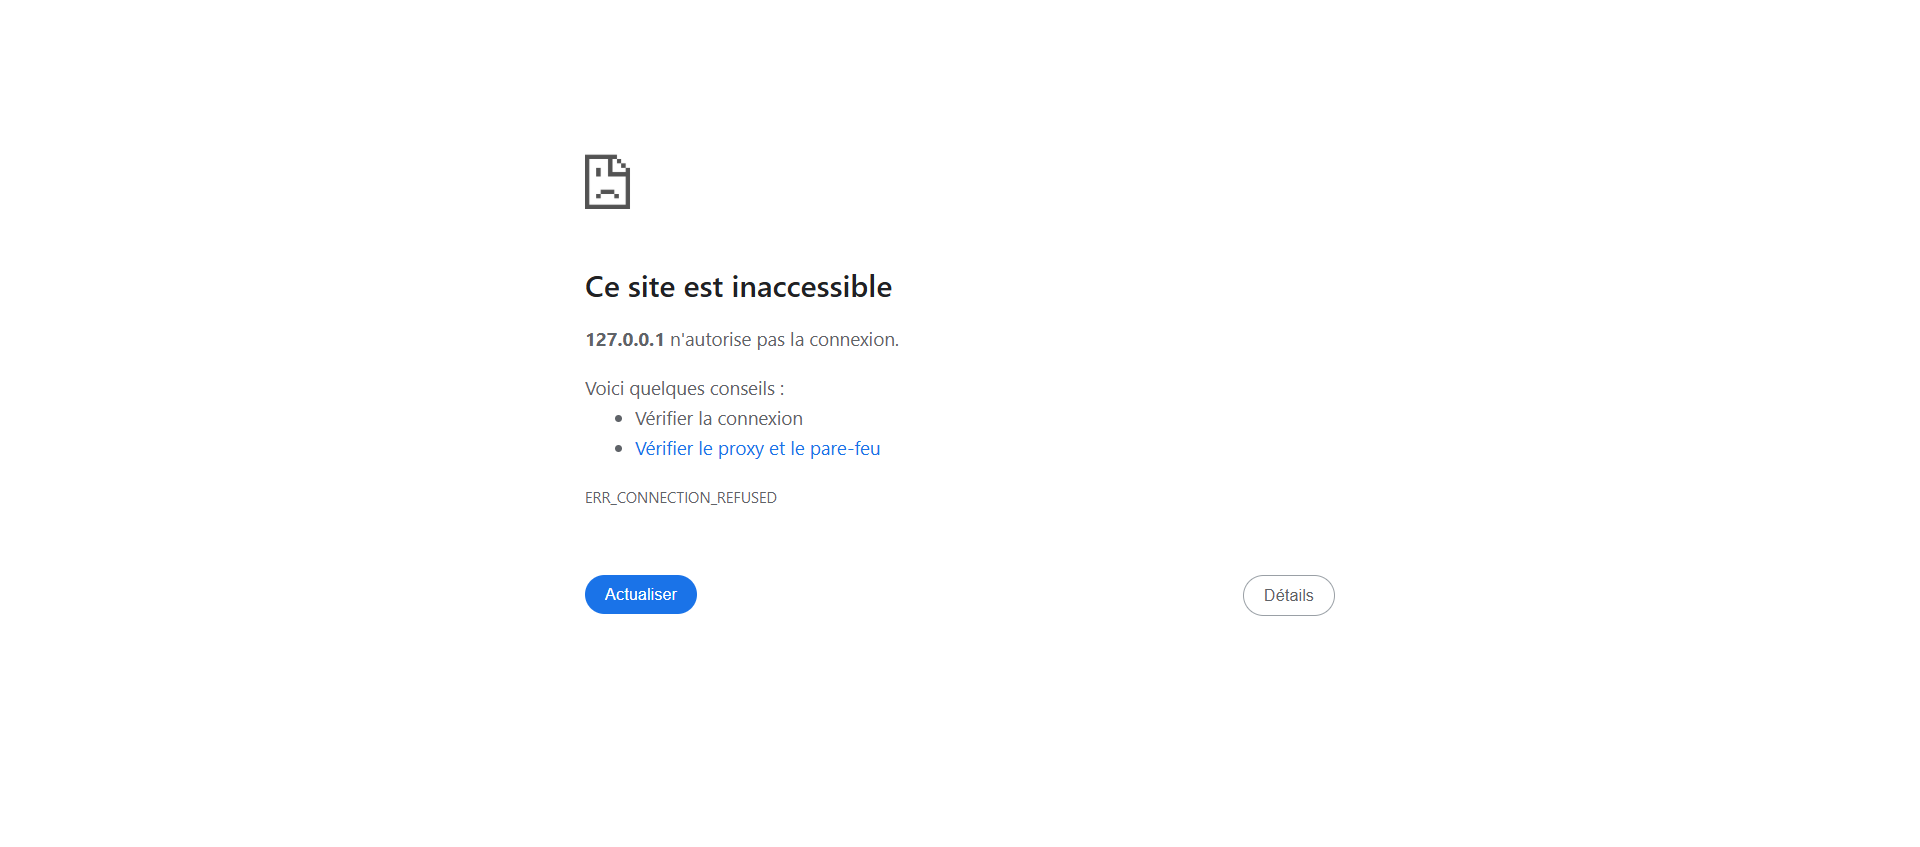 Ce site est inaccessible
127.0.0.1 n'autorise pas la connexion.
Voici quelques conseils :
Vérifier la connexion
Vérifier le proxy et le pare-feu
ERR_CONNECTION_REFUSED
Actualiser
Détails